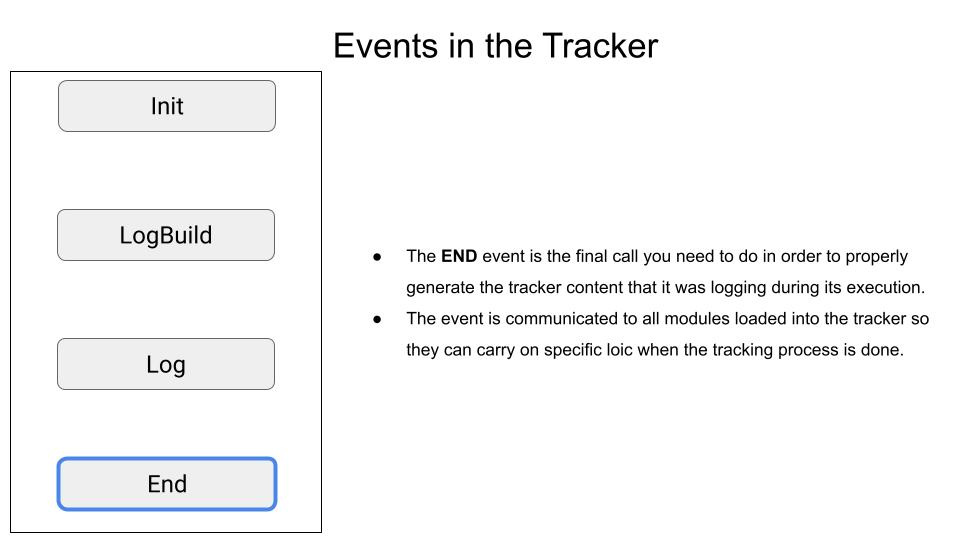 Events in the Tracker
Init
LogBuild
Log
End
● The END event is the final call you need to do in order to properly
generate the tracker content that it was logging during its execution.
● The event is communicated to all modules loaded into the tracker so
they can carry on specific loic when the tracking process is done.